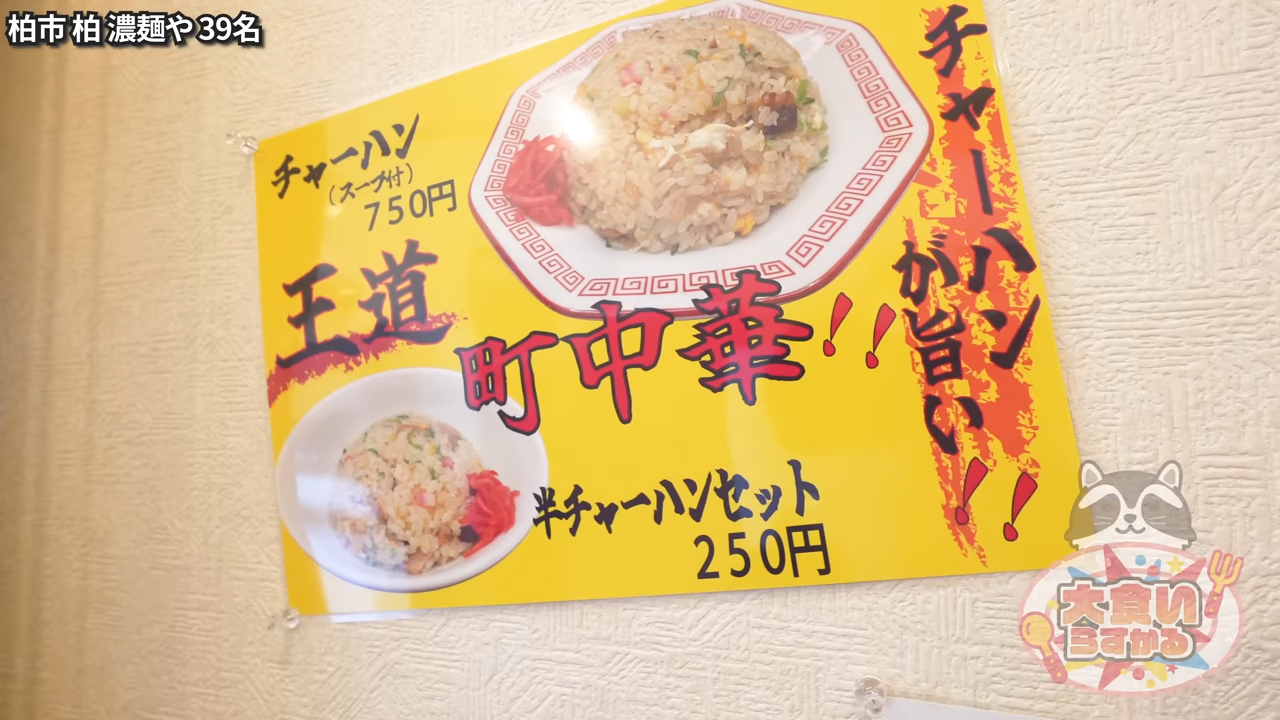 柏市 柏 濃麺や 39名
チャーハン
(スープ付)
750円
王道
町中華!!
チャーハン
が旨い!!
半チャーハンセット
250円
大食い
らすかる